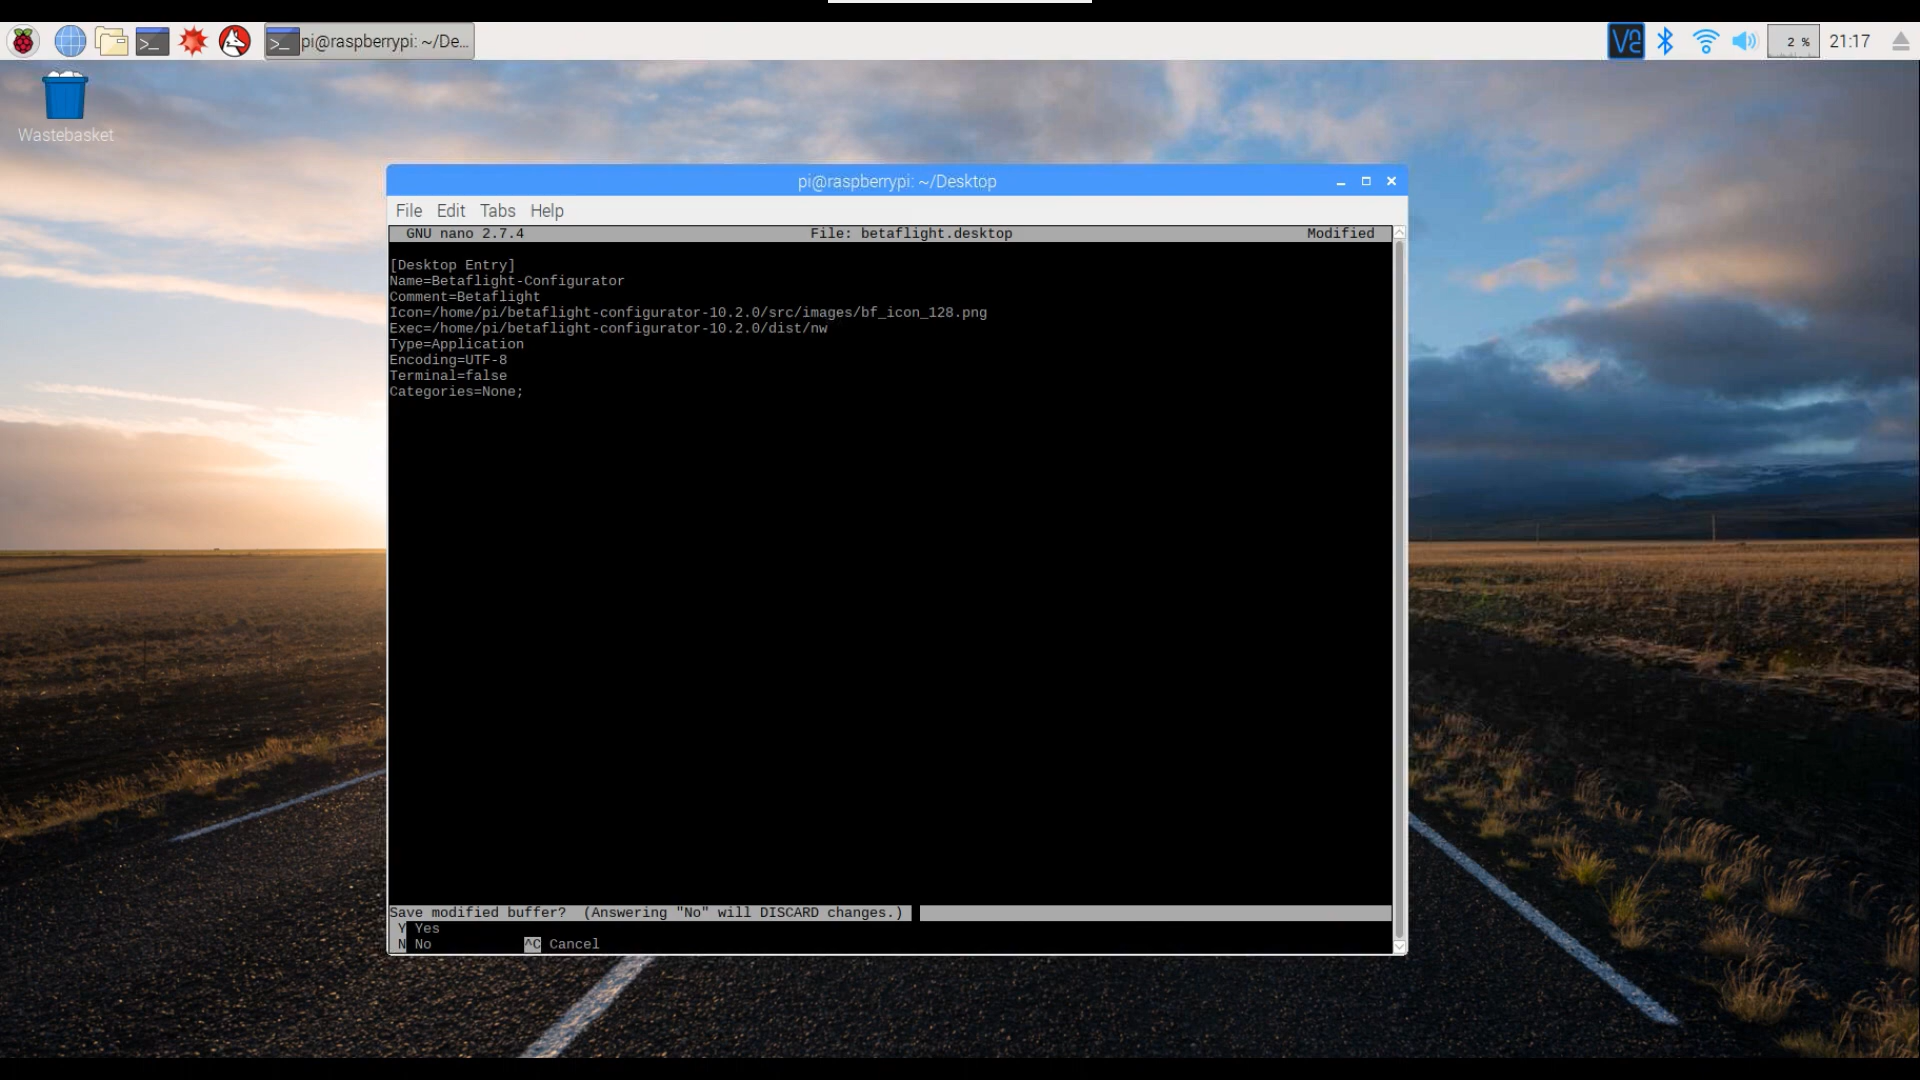 pi@raspberrypi: ~/De...
2 %
21:17
Wastebasket
pi@raspberrypi: ~/Desktop
File Edit Tabs Help
GNU nano 2.7.4 File: betaflight.desktop Modified
[Desktop Entry]
Name=Betaflight-Configurator
Comment=Betaflight
Icon=/home/pi/betaflight-configurator-10.2.0/src/images/bf_icon_128.png
Exec=/home/pi/betaflight-configurator-10.2.0/dist/nw
Type=Application
Encoding=UTF-8
Terminal=false
Categories=None;
Save modified buffer? (Answering "No" will DISCARD changes.)
Y Yes
N No ^C Cancel